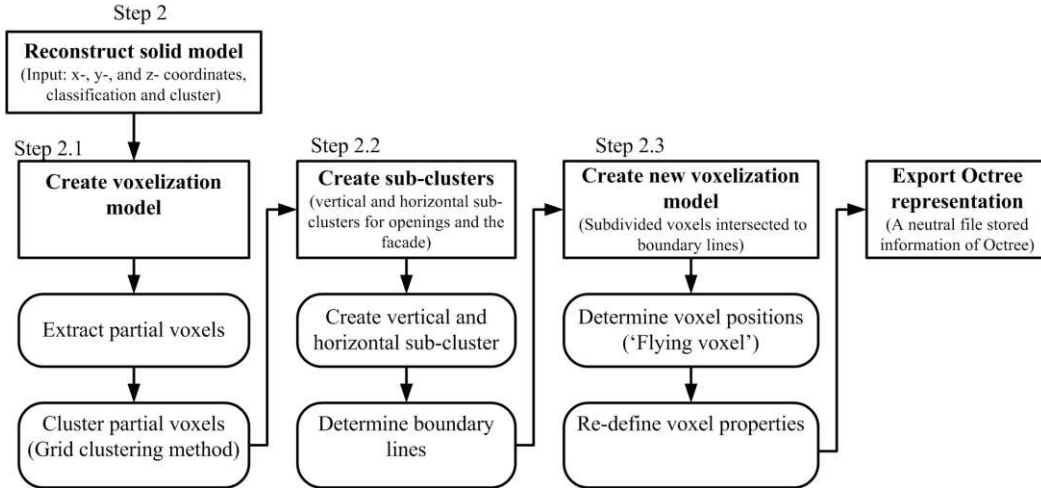 Step 2
Reconstruct solid model
(Input: x-, y-, and z- coordinates,
classification and cluster)
Step 2.1
Create voxelization
model
Extract partial voxels
Cluster partial voxels
(Grid clustering method)
Step 2.2
Create sub-clusters
(vertical and horizontal sub-
clusters for openings and the
facade)
Create vertical and
horizontal sub-cluster
Determine boundary
lines
Step 2.3
Create new voxelization
model
(Subdivided voxels intersected to
boundary lines)
Determine voxel positions
(‘Flying voxel’)
Re-define voxel properties
Export Octree
representation
(A neutral file stored
information of Octree)